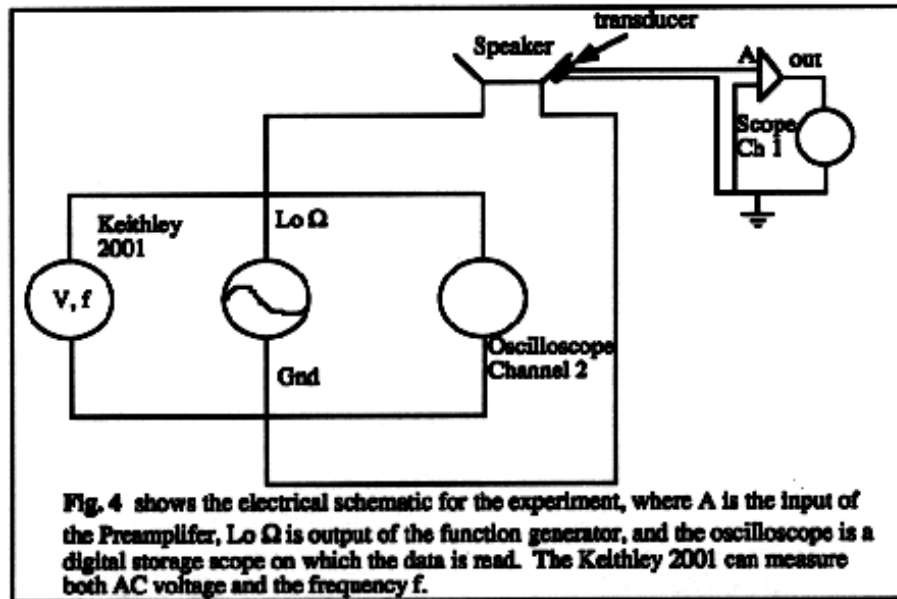 transducer
Speaker
A
out
Scope
Ch 1
Keithley
2001
Lo Ω
V, f
Oscilloscope
Channel 2
Gnd
Fig. 4 shows the electrical schematic for the experiment, where A is the input of
the Preamplifer, Lo Ω is output of the function generator, and the oscilloscope is a
digital storage scope on which the data is read. The Keithley 2001 can measure
both AC voltage and the frequency f.